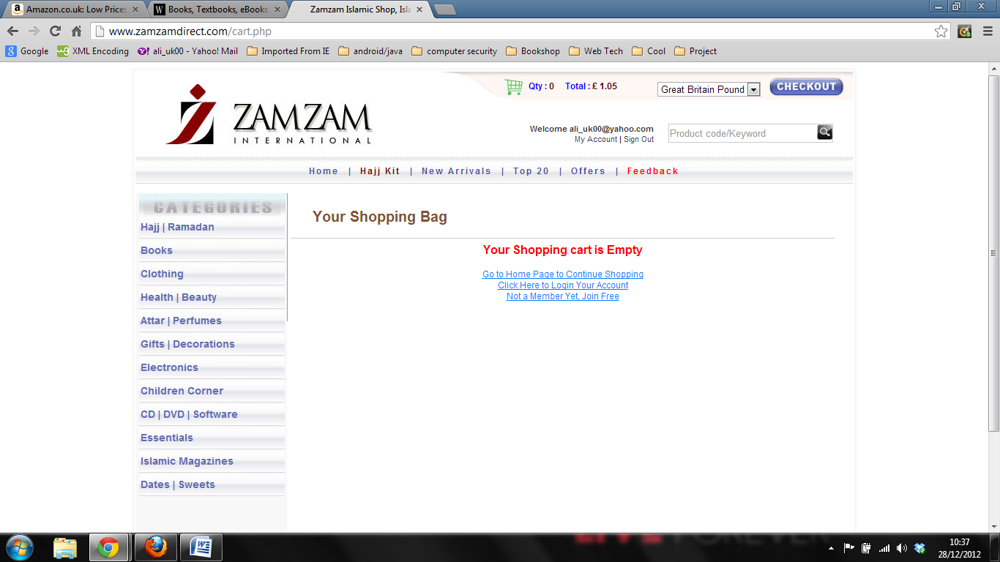 Amazon.co.uk: Low Prices
Books, Textbooks, eBooks
Zamzam Islamic Shop, Isla
www.zamzamdirect.com/cart.php
Google
XML Encoding
ali_uk00 - Yahoo! Mail
Imported From IE
android/java
computer security
Bookshop
Web Tech
Cool
Project
ZAMZAM
INTERNATIONAL
Qty : 0 Total : £ 1.05
Great Britain Pound
CHECKOUT
Welcome ali_uk00@yahoo.com
My Account | Sign Out
Product code/Keyword
Home | Hajj Kit | New Arrivals | Top 20 | Offers | Feedback
CATEGORIES
Hajj | Ramadan
Books
Clothing
Health | Beauty
Attar | Perfumes
Gifts | Decorations
Electronics
Children Corner
CD | DVD | Software
Essentials
Islamic Magazines
Dates | Sweets
Your Shopping Bag
Your Shopping cart is Empty
Go to Home Page to Continue Shopping
Click Here to Login Your Account
Not a Member Yet, Join Free
10:37
28/12/2012